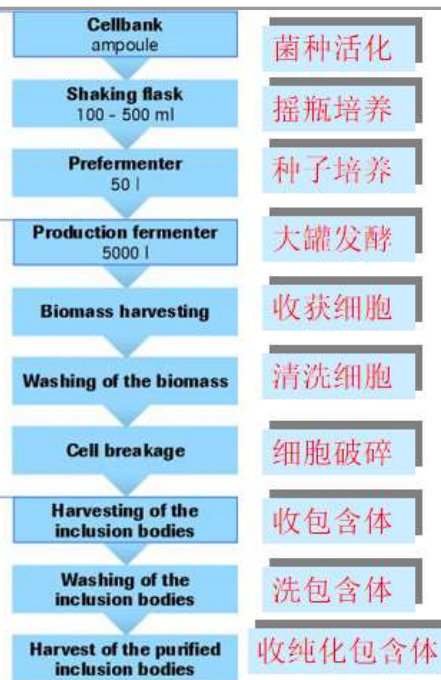 Cellbank
ampoule
菌种活化
Shaking flask
100 - 500 ml
摇瓶培养
Prefermenter
50 l
种子培养
Production fermenter
5000 l
大罐发酵
Biomass harvesting
收获细胞
Washing of the biomass
清洗细胞
Cell breakage
细胞破碎
Harvesting of the
inclusion bodies
收包含体
Washing of the
inclusion bodies
洗包含体
Harvest of the purified
inclusion bodies
收纯化包含体